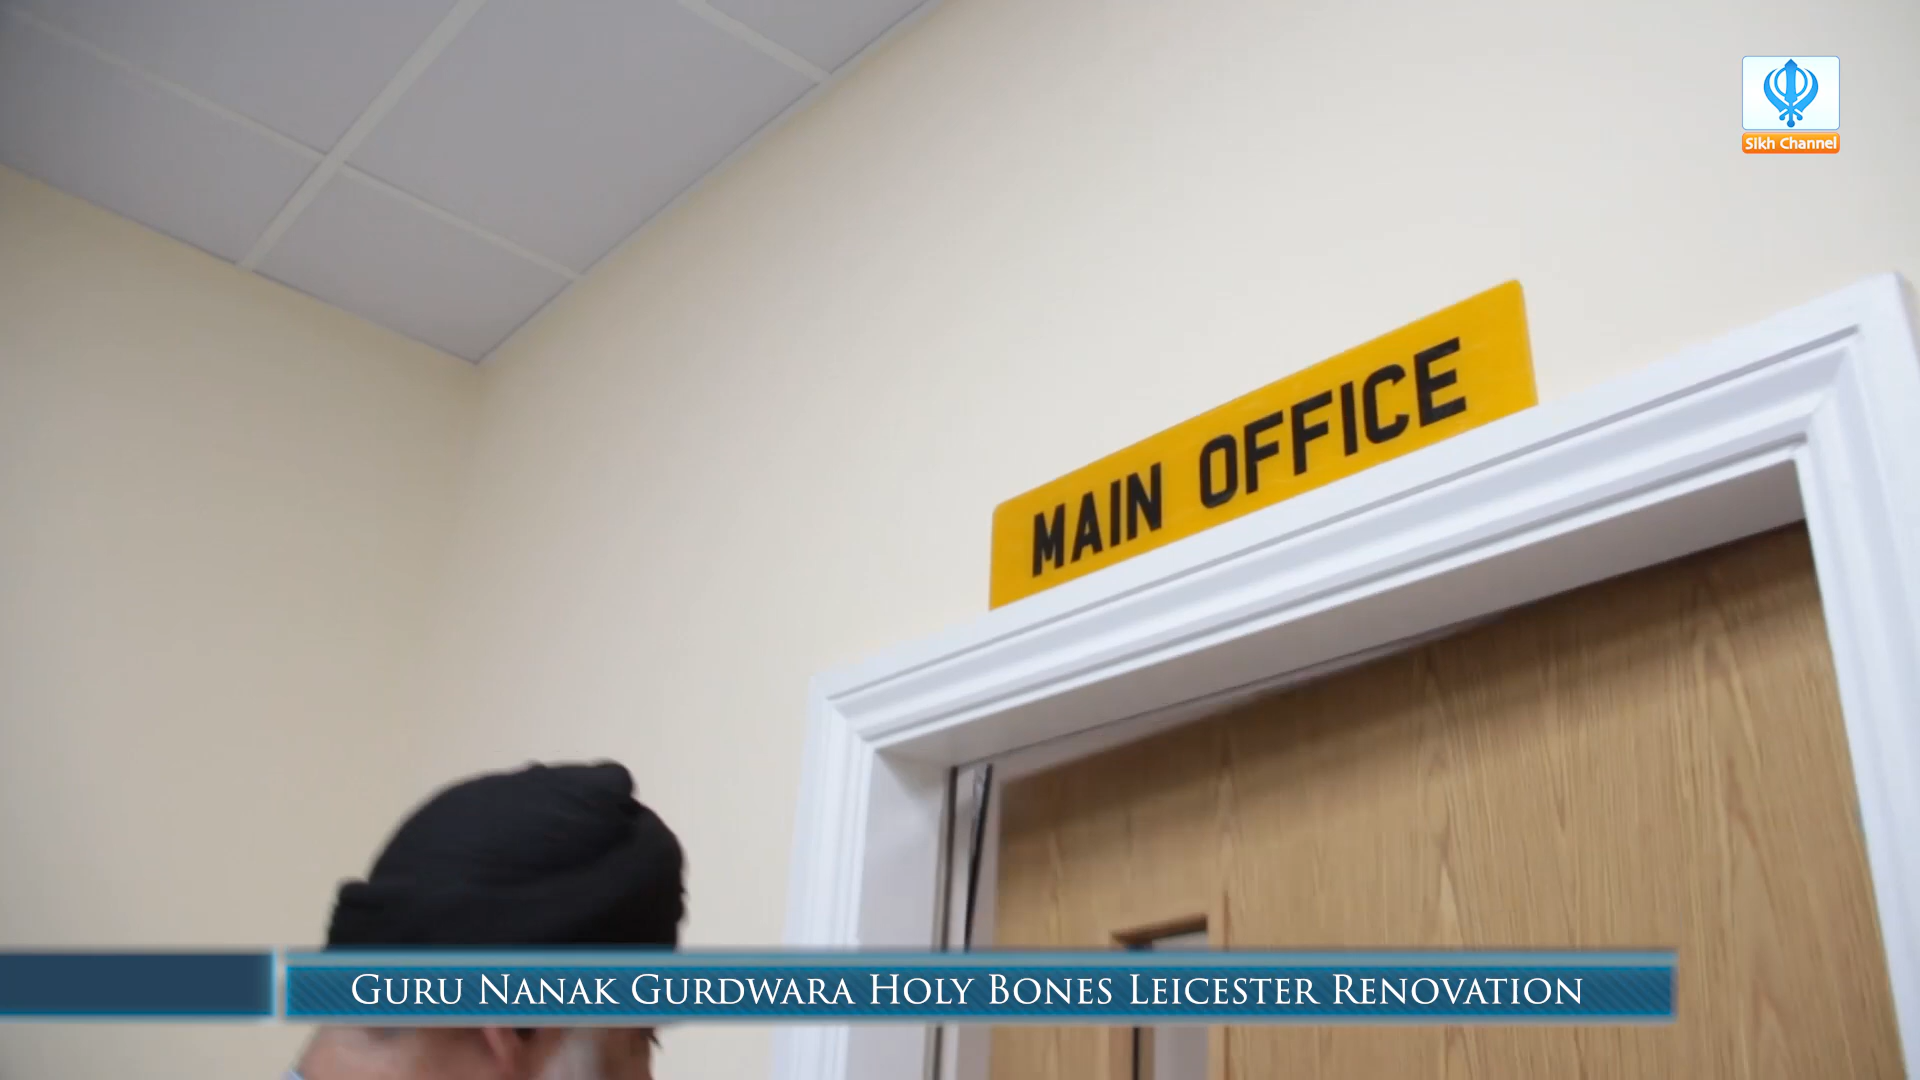 Sikh Channel
MAIN OFFICE
Guru Nanak Gurdwara Holy Bones Leicester Renovation